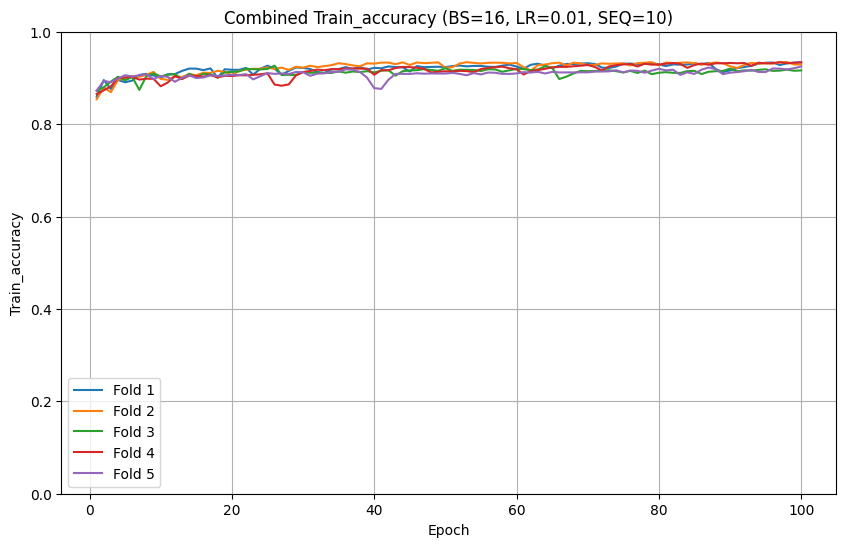 Combined Train_accuracy (BS=16, LR=0.01, SEQ=10)
Train_accuracy
1.0
0.8
0.6
0.4
0.2
0.0
Fold 1
Fold 2
Fold 3
Fold 4
Fold 5
0 20 40 60 80 100
Epoch